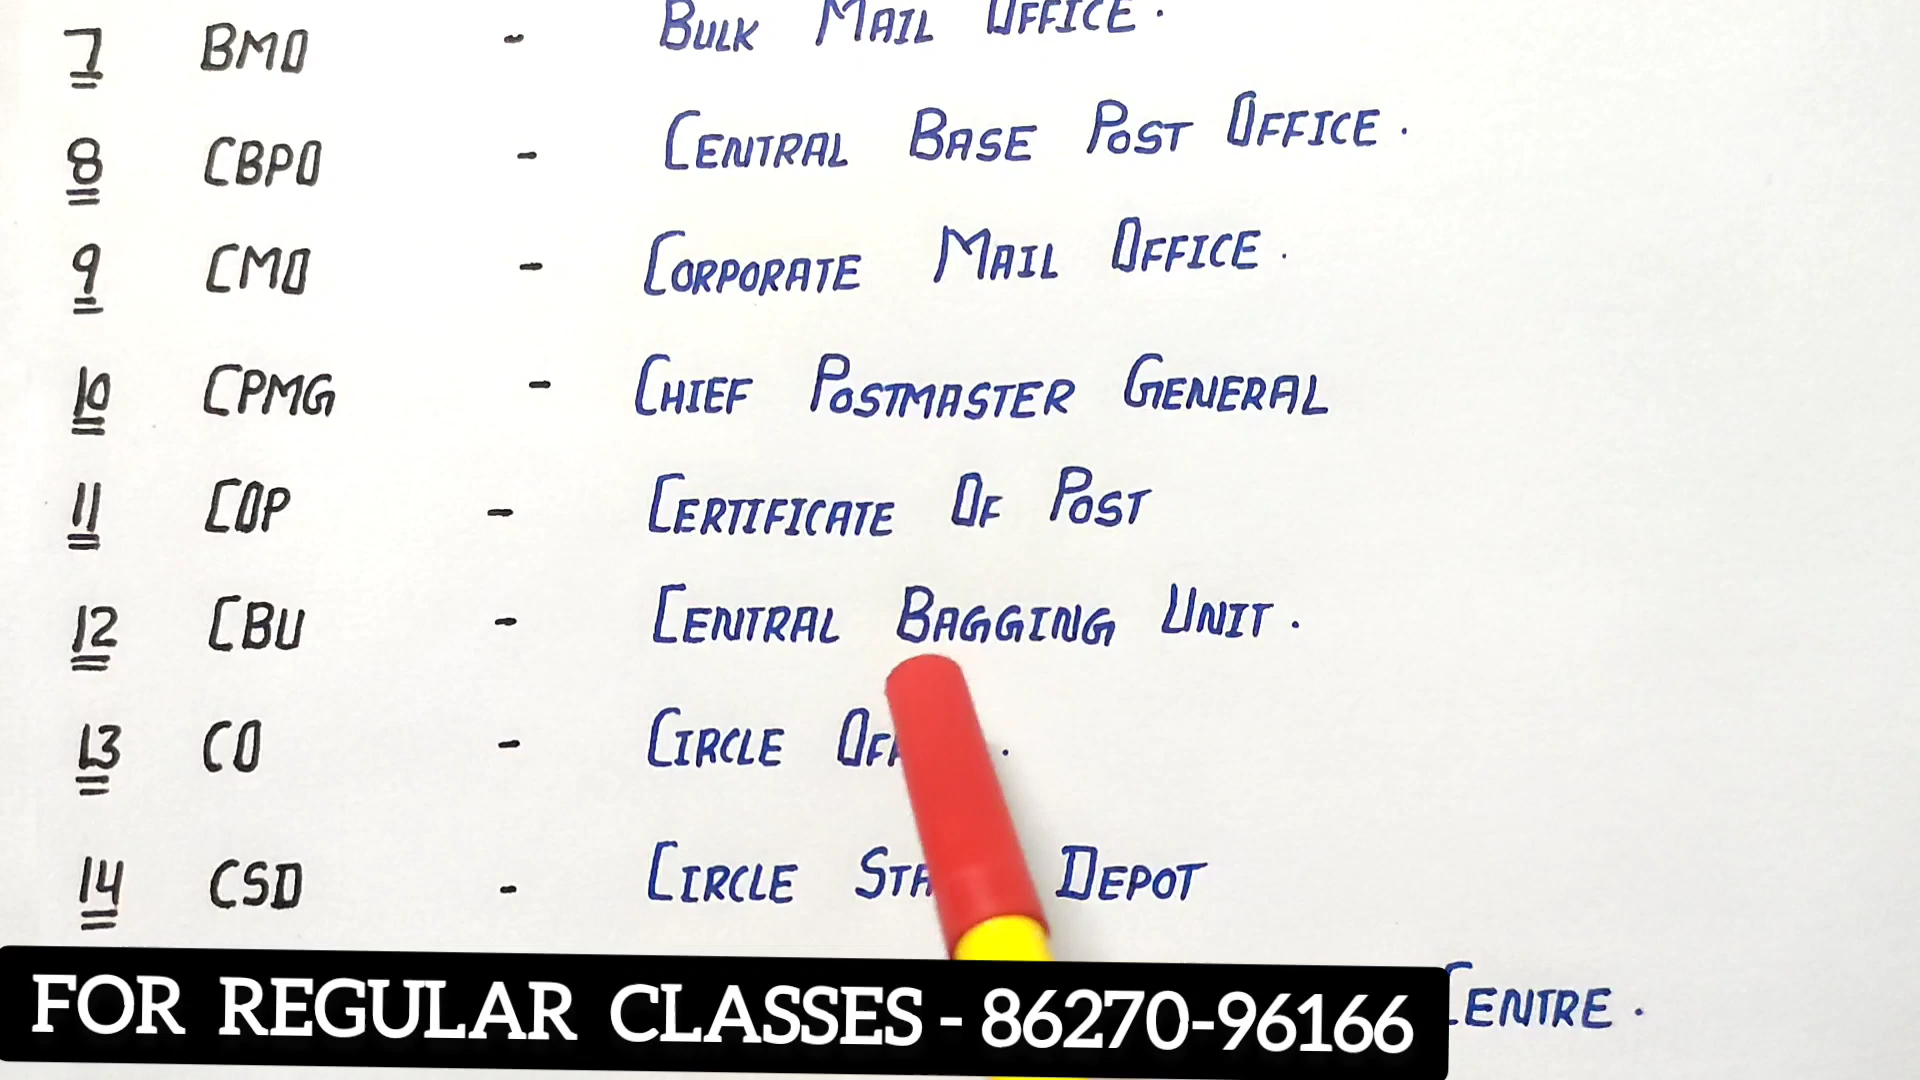 7 BMO - BULK MAIL OFFICE.
8 CBPO - CENTRAL BASE POST OFFICE.
9 CMO - CORPORATE MAIL OFFICE.
10 CPMG - CHIEF POSTMASTER GENERAL
11 COP - CERTIFICATE OF POST
12 CBU - CENTRAL BAGGING UNIT.
13 CO - CIRCLE
14 CSD - CIRCLE DEPOT
CENTRE.
FOR REGULAR CLASSES - 86270-96166